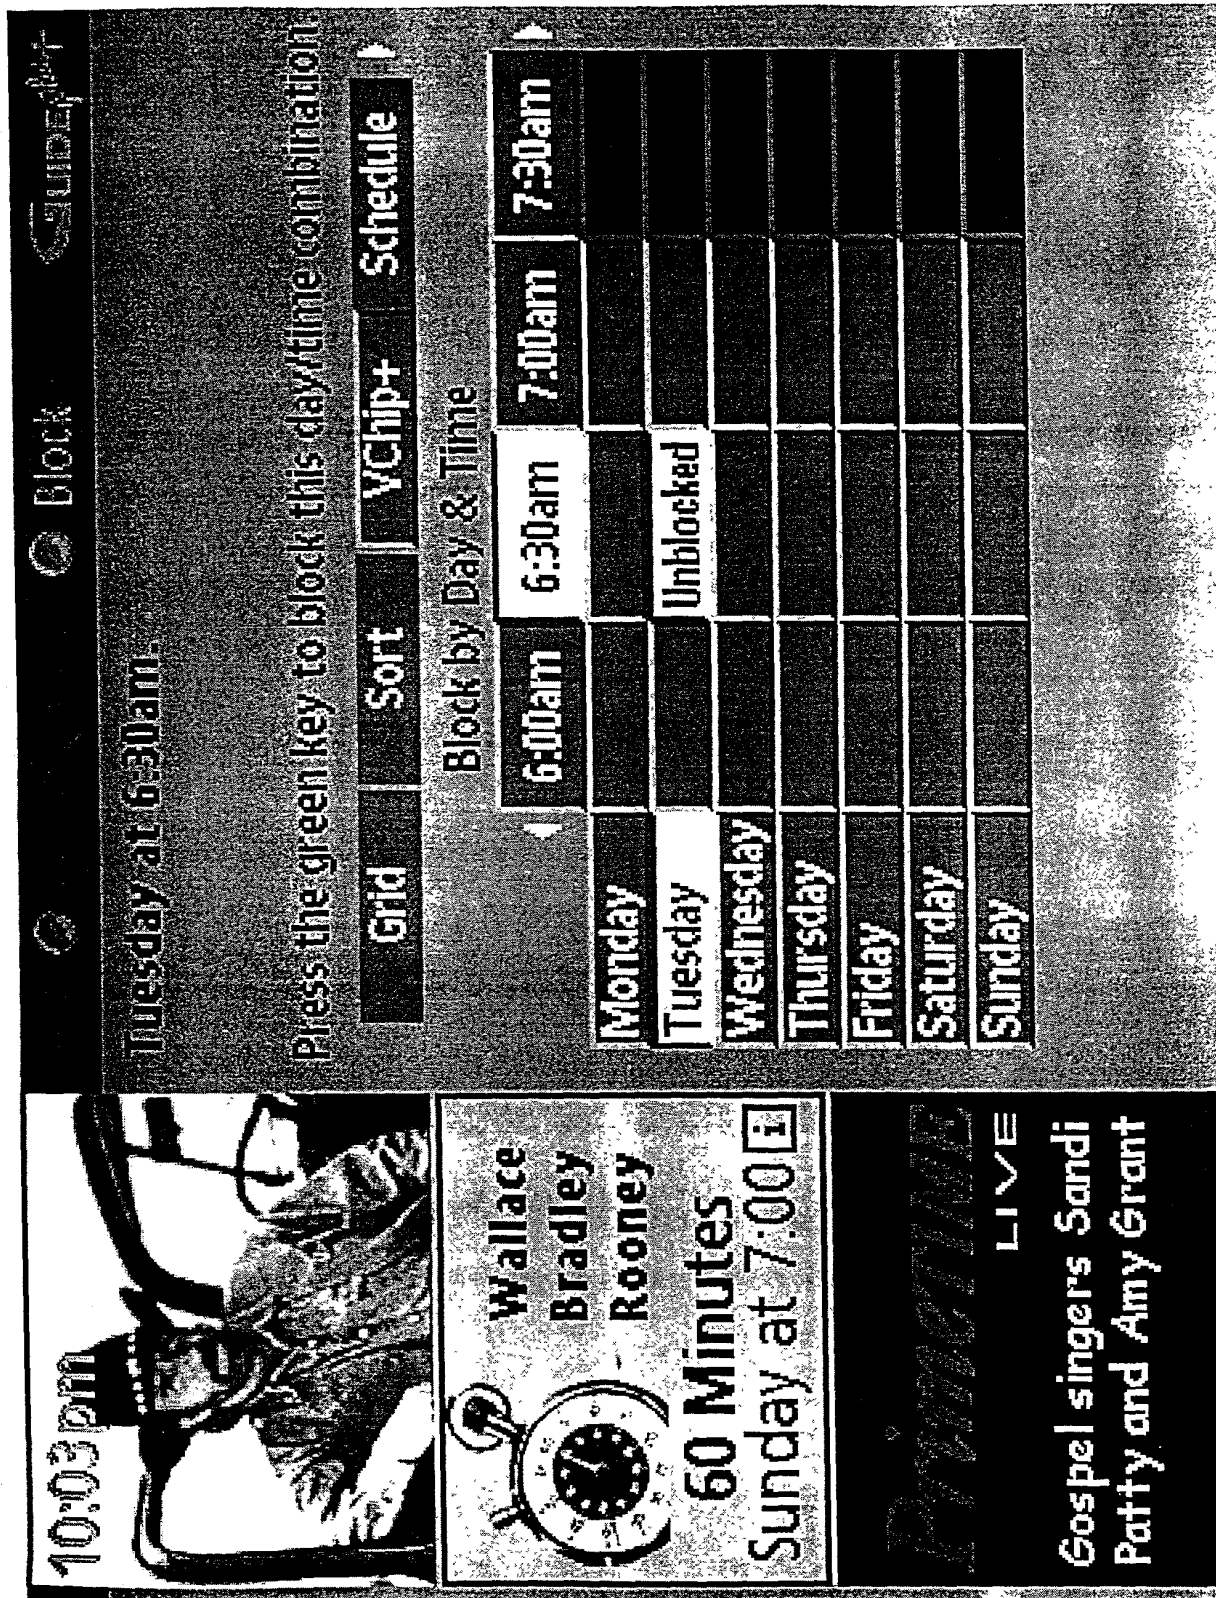 10:03pm
Block
GUIDE Plus+
Tuesday at 6:30am.
Press the green key to block this day/time combination.
Grid Sort VChip+ Schedule
Block by Day & Time
6:00am 6:30am 7:00am 7:30am
Monday
Tuesday Unblocked
Wednesday
Thursday
Friday
Saturday
Sunday
Wallace
Bradley
Rooney
60 Minutes
Sunday at 7:00 i
PrimeTIME
LIVE
Gospel singers Sandi
Patty and Amy Grant